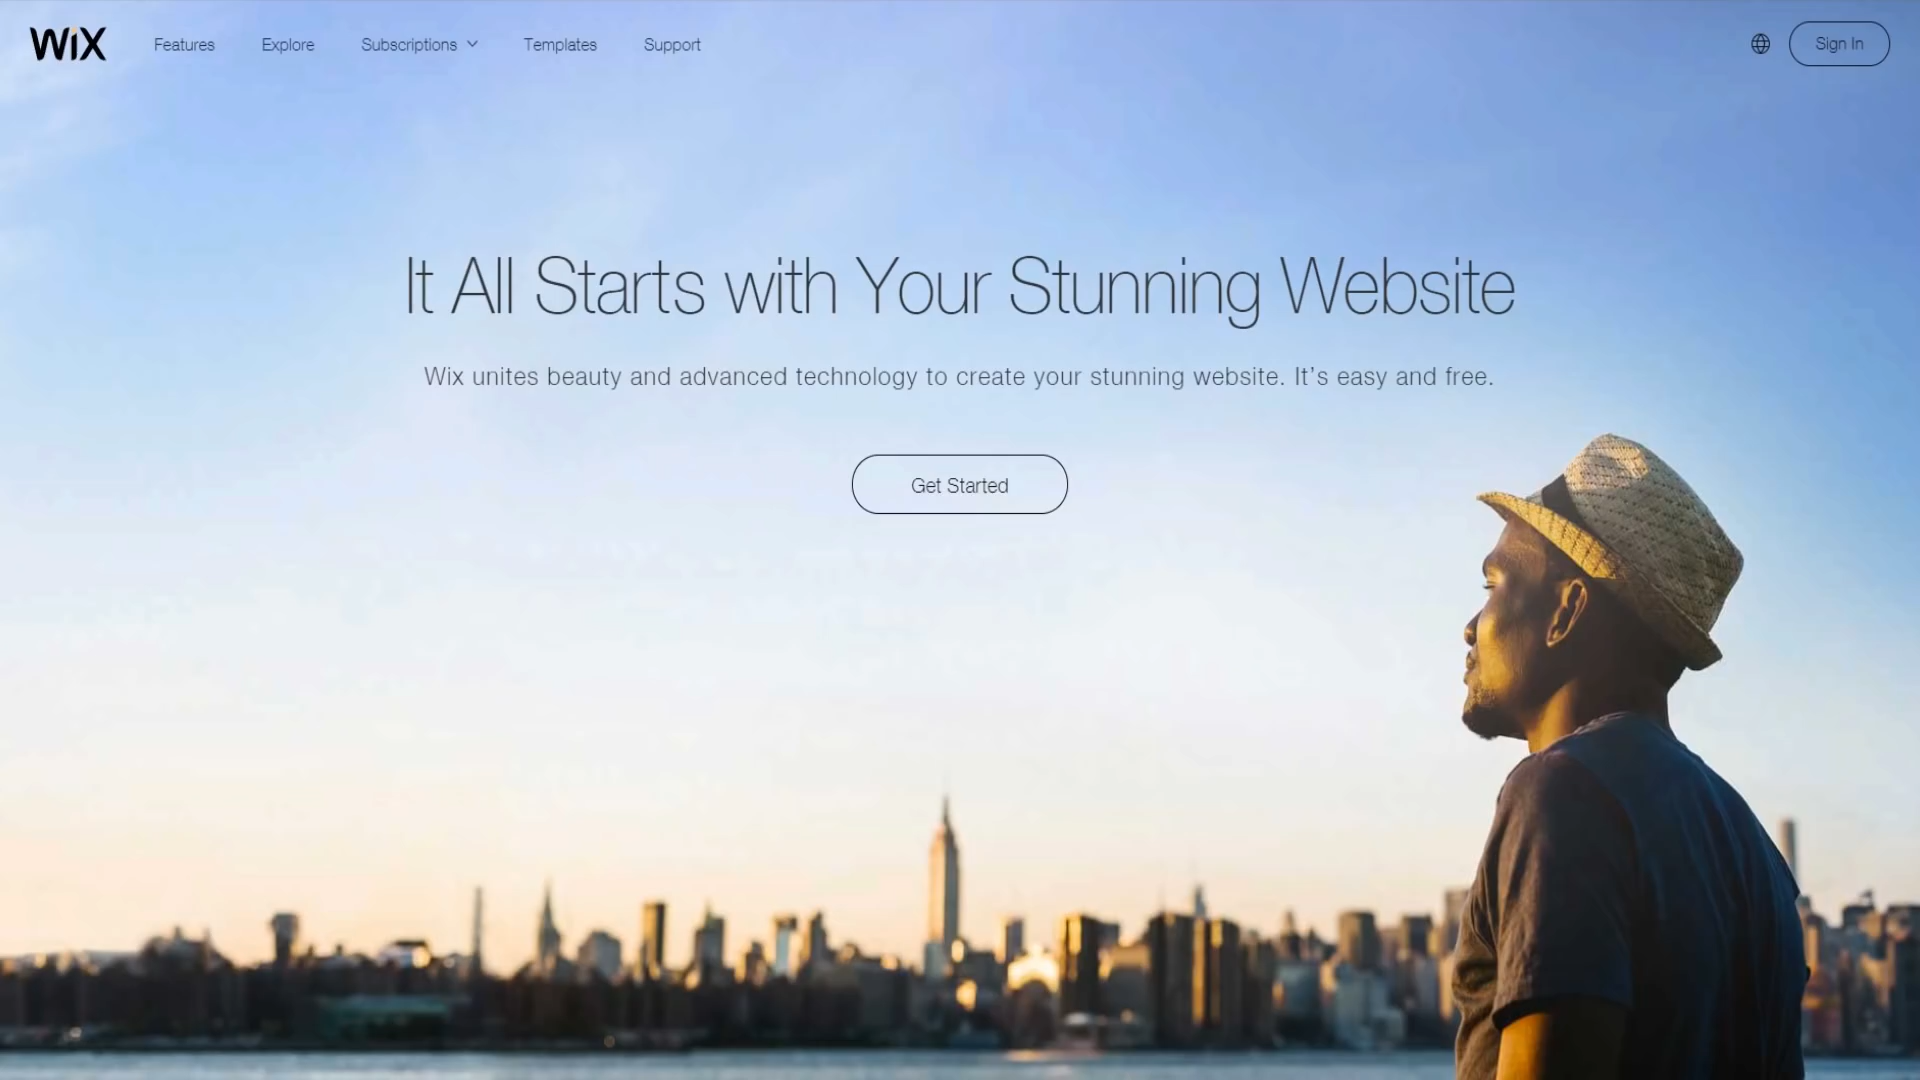 WiX Features Explore Subscriptions Templates Support Sign In
It All Starts with Your Stunning Website
Wix unites beauty and advanced technology to create your stunning website. It's easy and free.
Get Started